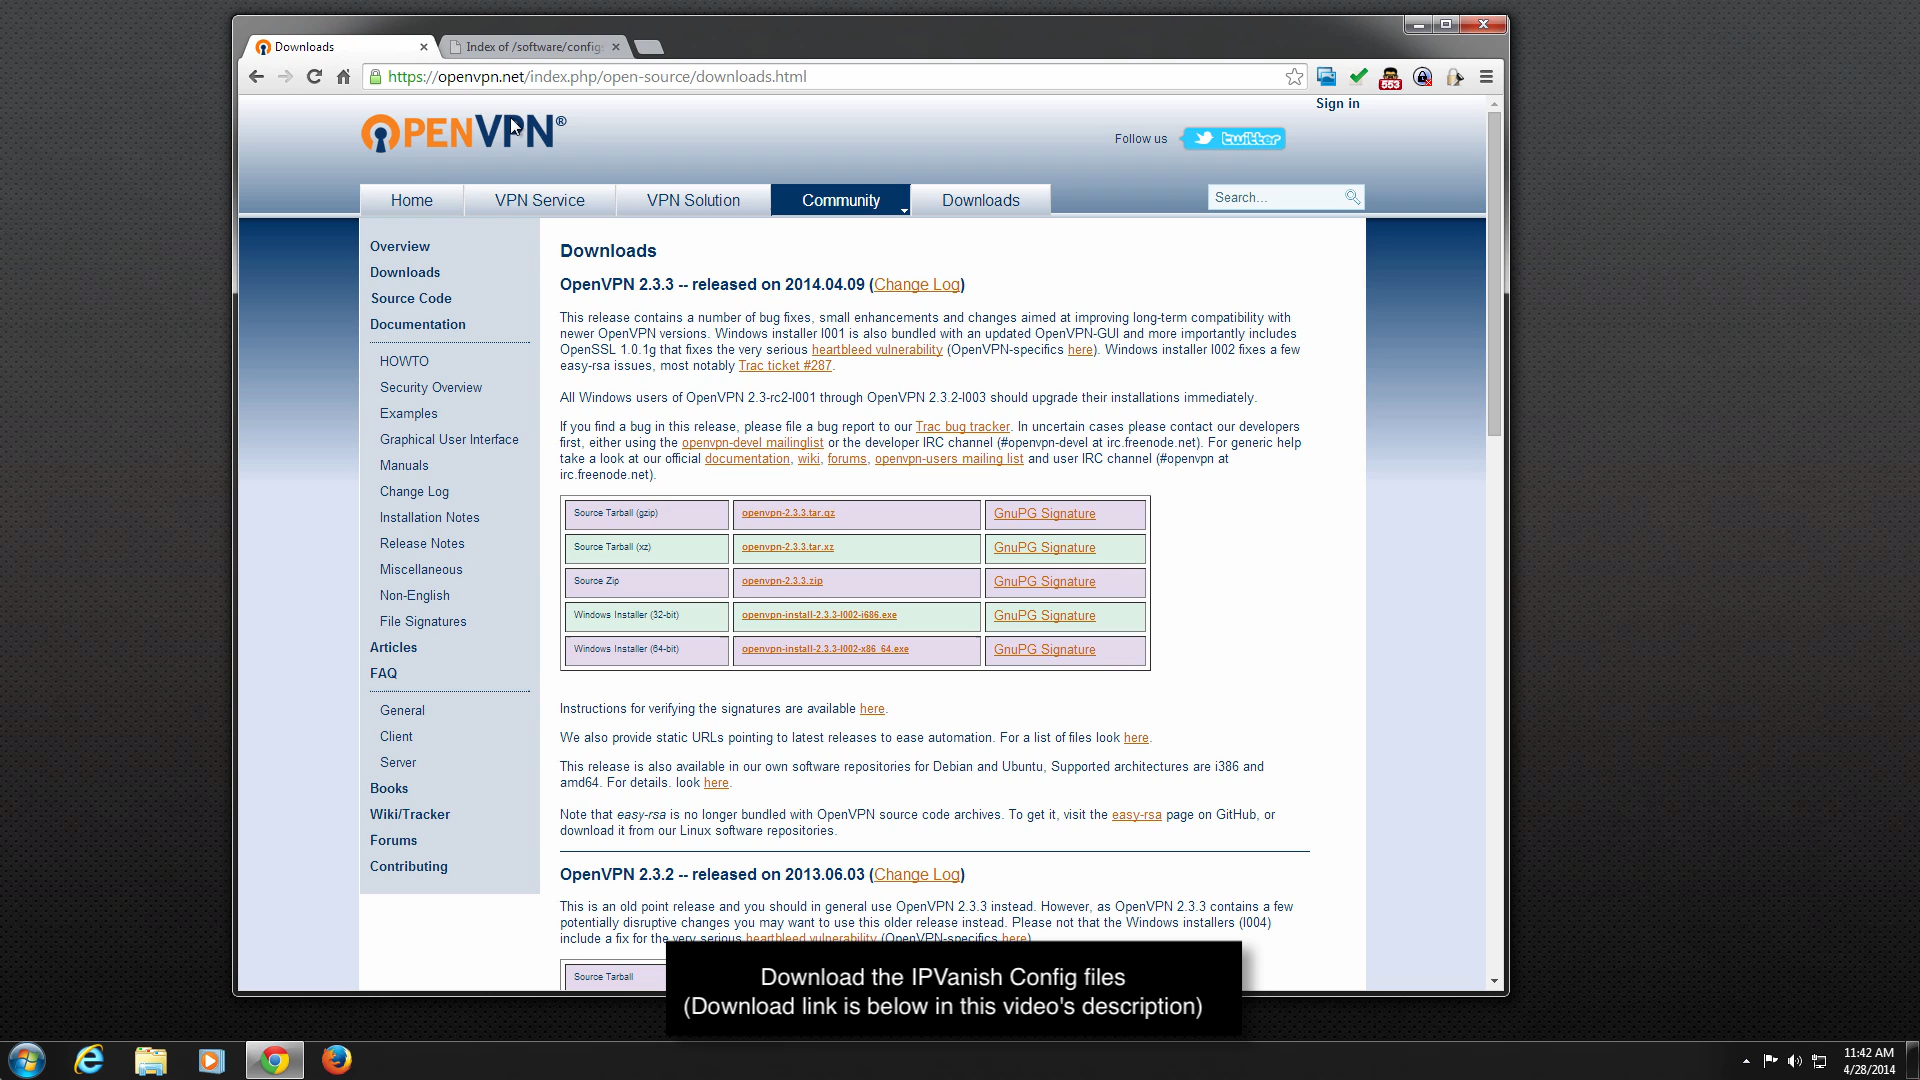 Downloads
Index of /software/configs
https://openvpn.net/index.php/open-source/downloads.html
553
Sign in
OPENVPN®
Follow us
twitter
Home
VPN Service
VPN Solution
Community
Downloads
Search...
Overview
Downloads
Source Code
Documentation
HOWTO
Security Overview
Examples
Graphical User Interface
Manuals
Change Log
Installation Notes
Release Notes
Miscellaneous
Non-English
File Signatures
Articles
FAQ
General
Client
Server
Books
Wiki/Tracker
Forums
Contributing
Downloads
OpenVPN 2.3.3 -- released on 2014.04.09 (Change Log)
This release contains a number of bug fixes, small enhancements and changes aimed at improving long-term compatibility with
newer OpenVPN versions. Windows installer I001 is also bundled with an updated OpenVPN-GUI and more importantly includes
OpenSSL 1.0.1g that fixes the very serious heartbleed vulnerability (OpenVPN-specifics here). Windows installer I002 fixes a few
easy-rsa issues, most notably Trac ticket #287.
All Windows users of OpenVPN 2.3-rc2-I001 through OpenVPN 2.3.2-I003 should upgrade their installations immediately.
If you find a bug in this release, please file a bug report to our Trac bug tracker. In uncertain cases please contact our developers
first, either using the openvpn-devel mailinglist or the developer IRC channel (#openvpn-devel at irc.freenode.net). For generic help
take a look at our official documentation, wiki, forums, openvpn-users mailing list and user IRC channel (#openvpn at
irc.freenode.net).
Source Tarball (gzip) openvpn-2.3.3.tar.gz GnuPG Signature
Source Tarball (xz) openvpn-2.3.3.tar.xz GnuPG Signature
Source Zip openvpn-2.3.3.zip GnuPG Signature
Windows Installer (32-bit) openvpn-install-2.3.3-I002-i686.exe GnuPG Signature
Windows Installer (64-bit) openvpn-install-2.3.3-I002-x86_64.exe GnuPG Signature
Instructions for verifying the signatures are available here.
We also provide static URLs pointing to latest releases to ease automation. For a list of files look here.
This release is also available in our own software repositories for Debian and Ubuntu, Supported architectures are i386 and
amd64. For details. look here.
Note that easy-rsa is no longer bundled with OpenVPN source code archives. To get it, visit the easy-rsa page on GitHub, or
download it from our Linux software repositories.
OpenVPN 2.3.2 -- released on 2013.06.03 (Change Log)
This is an old point release and you should in general use OpenVPN 2.3.3 instead. However, as OpenVPN 2.3.3 contains a few
potentially disruptive changes you may want to use this older release instead. Please not that the Windows installers (I004)
include a fix for the very serious heartbleed vulnerability (OpenVPN-specifics here)
Source Tarball
Download the IPVanish Config files
(Download link is below in this video's description)
11:42 AM
4/28/2014